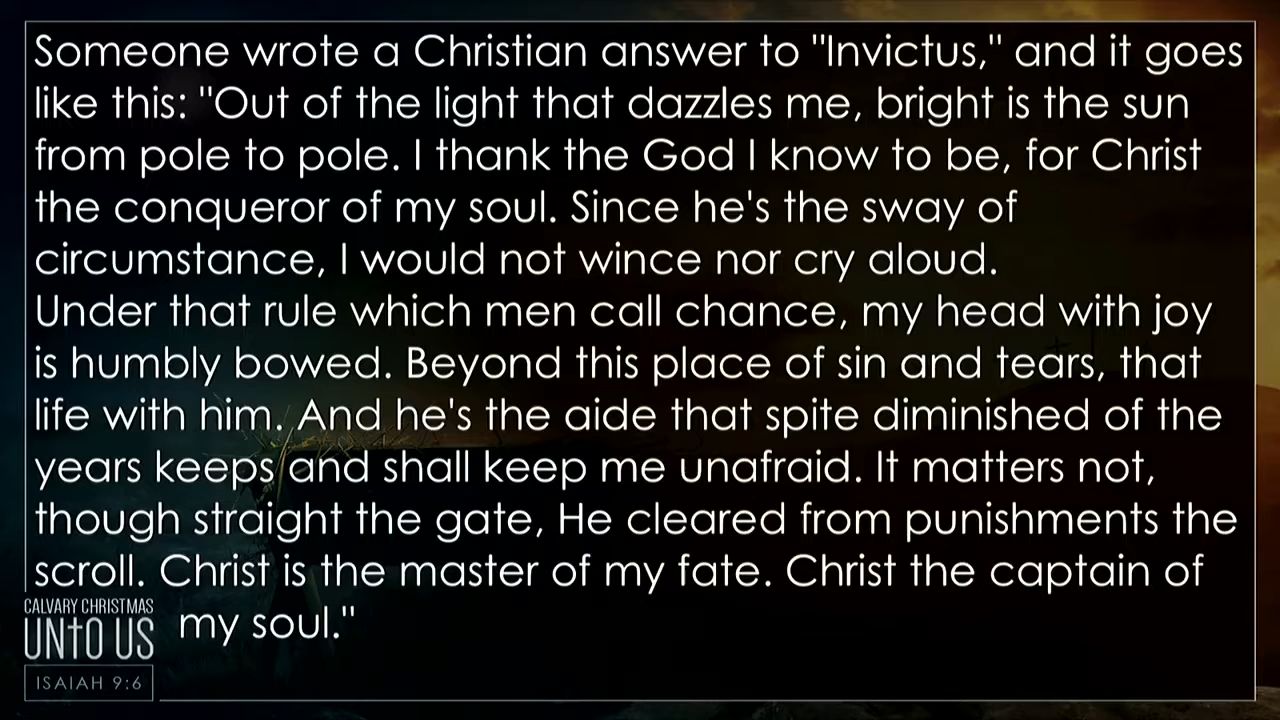 Someone wrote a Christian answer to "Invictus," and it goes
like this: "Out of the light that dazzles me, bright is the sun
from pole to pole. I thank the God I know to be, for Christ
the conqueror of my soul. Since he's the sway of
circumstance, I would not wince nor cry aloud.
Under that rule which men call chance, my head with joy
is humbly bowed. Beyond this place of sin and tears, that
life with him. And he's the aide that spite diminished of the
years keeps and shall keep me unafraid. It matters not,
though straight the gate, He cleared from punishments the
scroll. Christ is the master of my fate. Christ the captain of
my soul."
CALVARY CHRISTMAS
UNTO US
ISAIAH 9:6